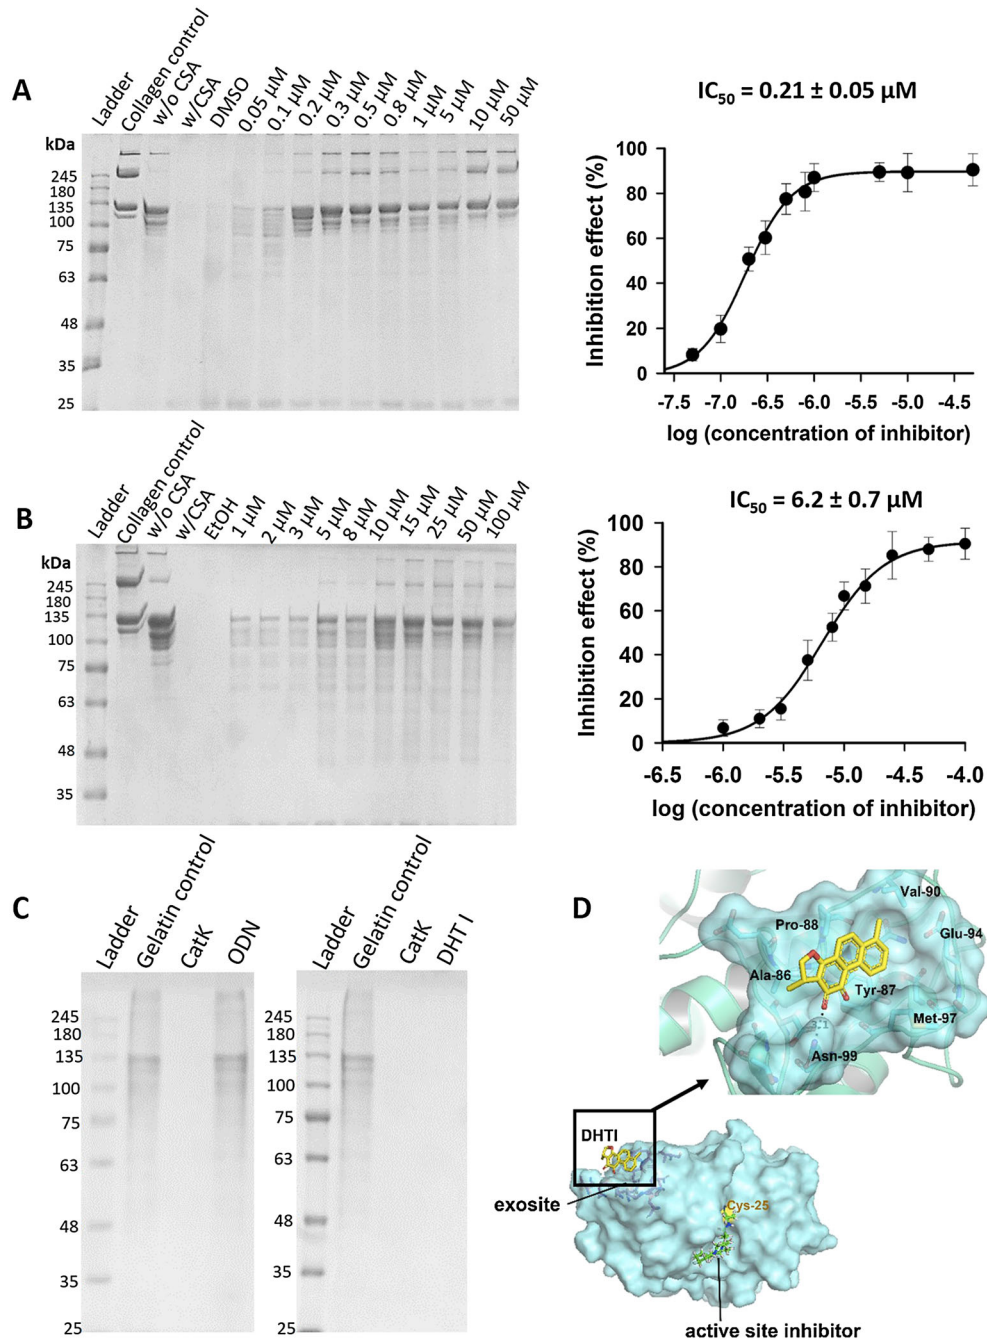 A
Ladder
Collagen control
w/o CSA
w/CSA
DMSO
0.05 µM
0.1 µM
0.2 µM
0.3 µM
0.5 µM
0.8 µM
1 µM
5 µM
10 µM
50 µM
kDa
245
180
135
100
75
63
48
35
25
IC50 = 0.21 ± 0.05 µM
Inhibition effect (%)
100
80
60
40
20
0
-7.5 -7.0 -6.5 -6.0 -5.5 -5.0 -4.5
log (concentration of inhibitor)
B
Ladder
Collagen control
w/o CSA
w/CSA
EtOH
1 µM
2 µM
3 µM
5 µM
8 µM
10 µM
15 µM
25 µM
50 µM
100 µM
kDa
245
180
135
100
75
63
48
35
IC50 = 6.2 ± 0.7 µM
Inhibition effect (%)
100
80
60
40
20
0
-6.5 -6.0 -5.5 -5.0 -4.5 -4.0
log (concentration of inhibitor)
C
Ladder
Gelatin control
CatK
ODN
245
180
135
100
75
63
48
35
25
Ladder
Gelatin control
CatK
DHT I
245
180
135
100
75
63
48
35
25
D
Val-90
Pro-88
Glu-94
Ala-86
Tyr-87
Met-97
3.1
Asn-99
DHTI
exosite
Cys-25
active site inhibitor